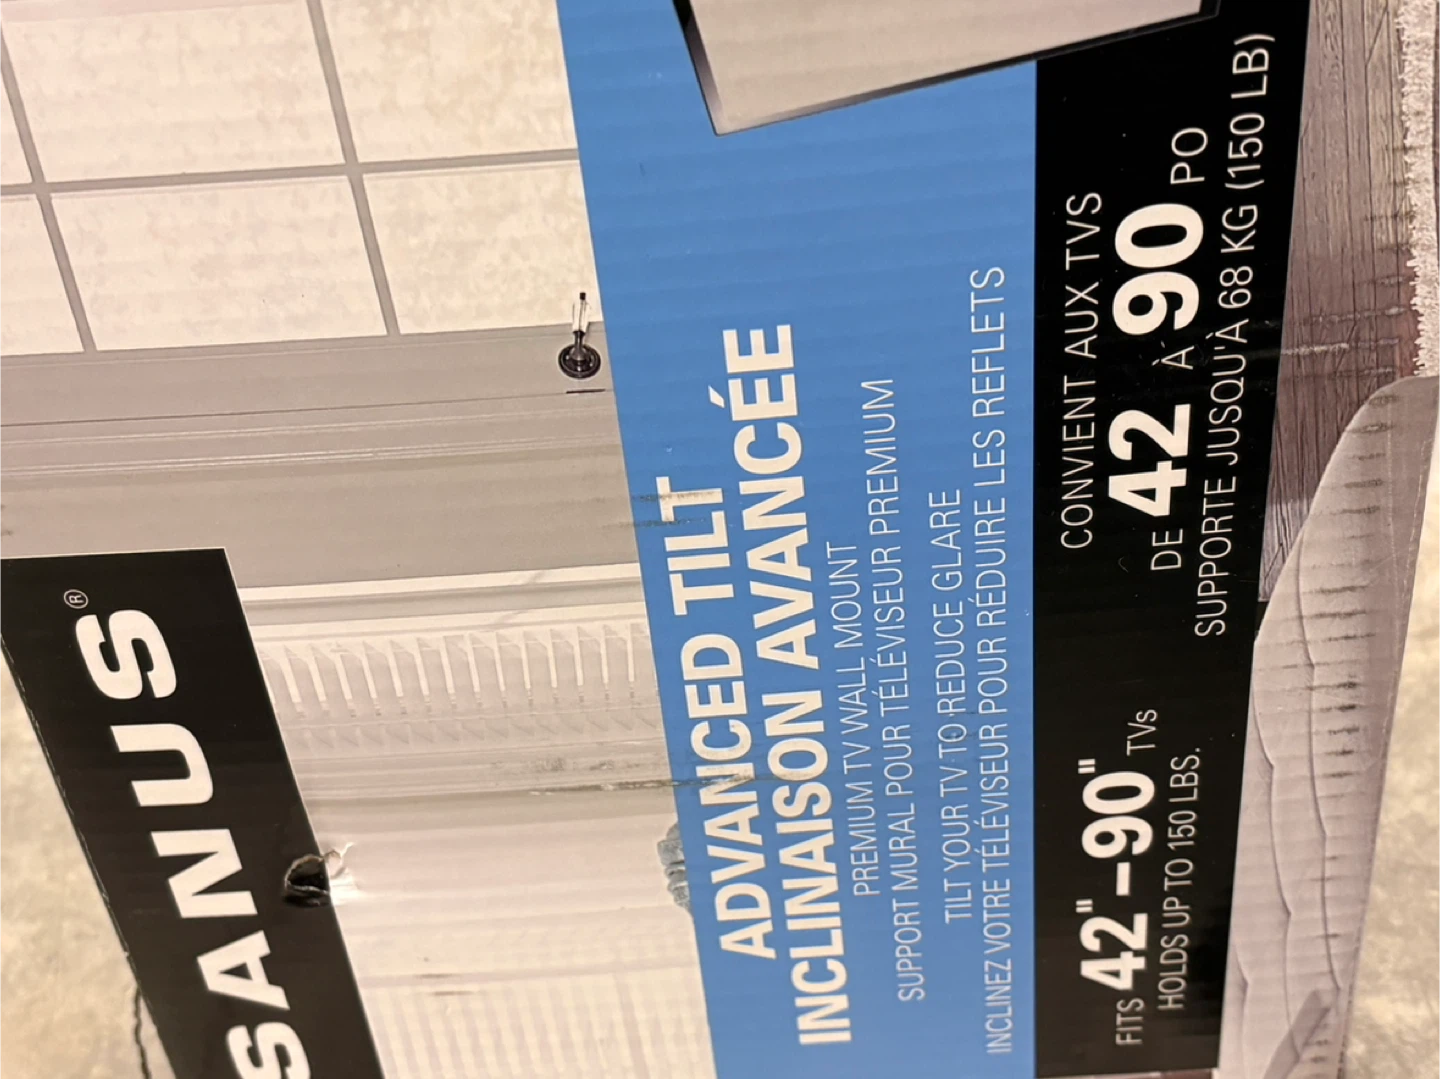 SANUS®
ADVANCED TILT
INCLINAISON AVANCÉE
PREMIUM TV WALL MOUNT
SUPPORT MURAL POUR TÉLÉVISEUR PREMIUM
TILT YOUR TV TO REDUCE GLARE
INCLINEZ VOTRE TÉLÉVISEUR POUR RÉDUIRE LES REFLETS
FITS 42"–90" TVs
HOLDS UP TO 150 LBS.
CONVIENT AUX TVS
DE 42 À 90 PO
SUPPORTE JUSQU'À 68 KG (150 LB)